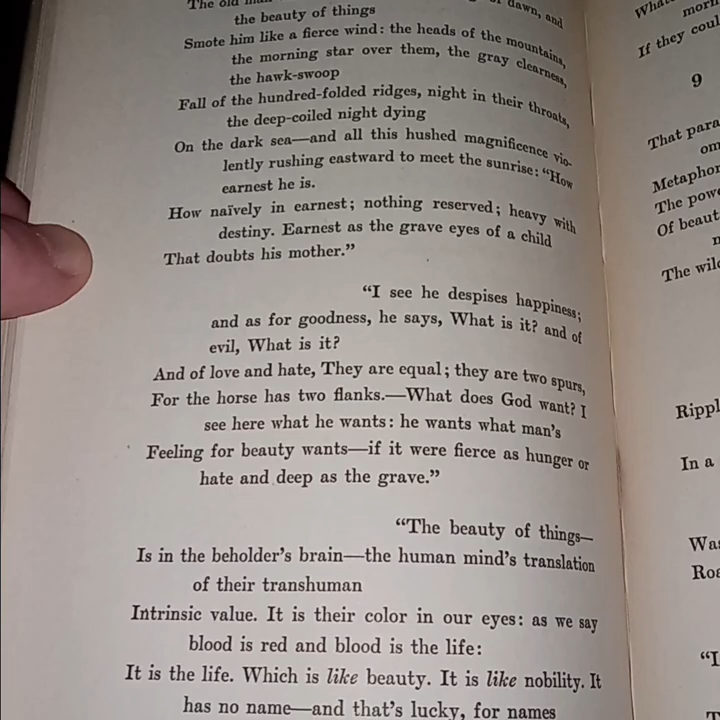 The old
dawn, and
the beauty of things
Smote him like a fierce wind: the heads of the mountains,
the morning star over them, the gray clearness,
the hawk-swoop
Fall of the hundred-folded ridges, night in their throats,
the deep-coiled night dying
On the dark sea—and all this hushed magnificence vio-
lently rushing eastward to meet the sunrise: “How
earnest he is.
How naïvely in earnest; nothing reserved; heavy with
destiny. Earnest as the grave eyes of a child
That doubts his mother.”
“I see he despises happiness;
and as for goodness, he says, What is it? and of
evil, What is it?
And of love and hate, They are equal; they are two spurs,
For the horse has two flanks.—What does God want? I
see here what he wants: he wants what man’s
Feeling for beauty wants—if it were fierce as hunger or
hate and deep as the grave.”
“The beauty of things—
Is in the beholder’s brain—the human mind’s translation
of their transhuman
Intrinsic value. It is their color in our eyes: as we say
blood is red and blood is the life:
It is the life. Which is like beauty. It is like nobility. It
has no name—and that’s lucky, for names
If they coul
9
That para
Metaphor
The powe
Of beaut
The wild
Rippl
In a
Was
Roa
“I